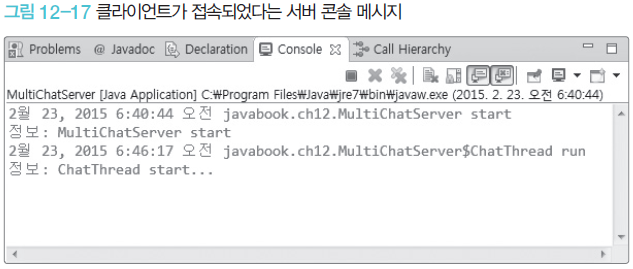 그림 12-17 클라이언트가 접속되었다는 서버 콘솔 메시지
Problems @ Javadoc Declaration Console Call Hierarchy
MultiChatServer [Java Application] C:₩Program Files₩Java₩jre7₩bin₩javaw.exe (2015. 2. 23. 오전 6:40:44)
2월 23, 2015 6:40:44 오전 javabook.ch12.MultiChatServer start
정보: MultiChatServer start
2월 23, 2015 6:46:17 오전 javabook.ch12.MultiChatServer$ChatThread run
정보: ChatThread start...